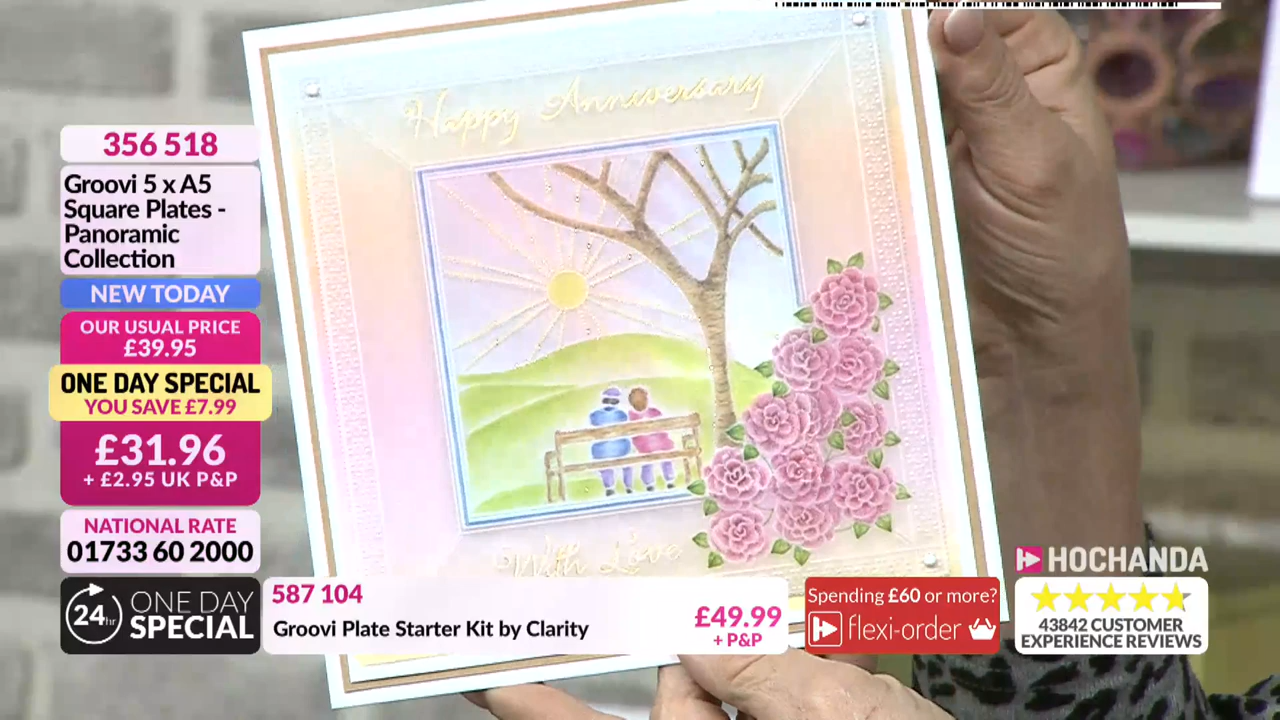 Happy Anniversary
With Love
356 518
Groovi 5 x A5
Square Plates -
Panoramic
Collection
NEW TODAY
OUR USUAL PRICE
£39.95
ONE DAY SPECIAL
YOU SAVE £7.99
£31.96
+ £2.95 UK P&P
NATIONAL RATE
01733 60 2000
24hr
ONE DAY
SPECIAL
587 104
Groovi Plate Starter Kit by Clarity
£49.99
+ P&P
Spending £60 or more?
flexi-order
HOCHANDA
43842 CUSTOMER
EXPERIENCE REVIEWS